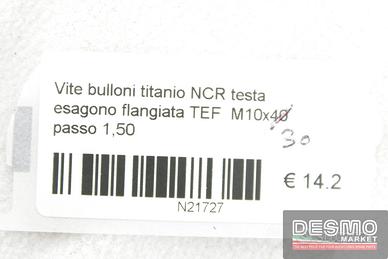 Vite bulloni titanio NCR testa
esagono flangiata TEF M10x40
30
passo 1,50
€ 14.2
N21727
DESMO
MARKET